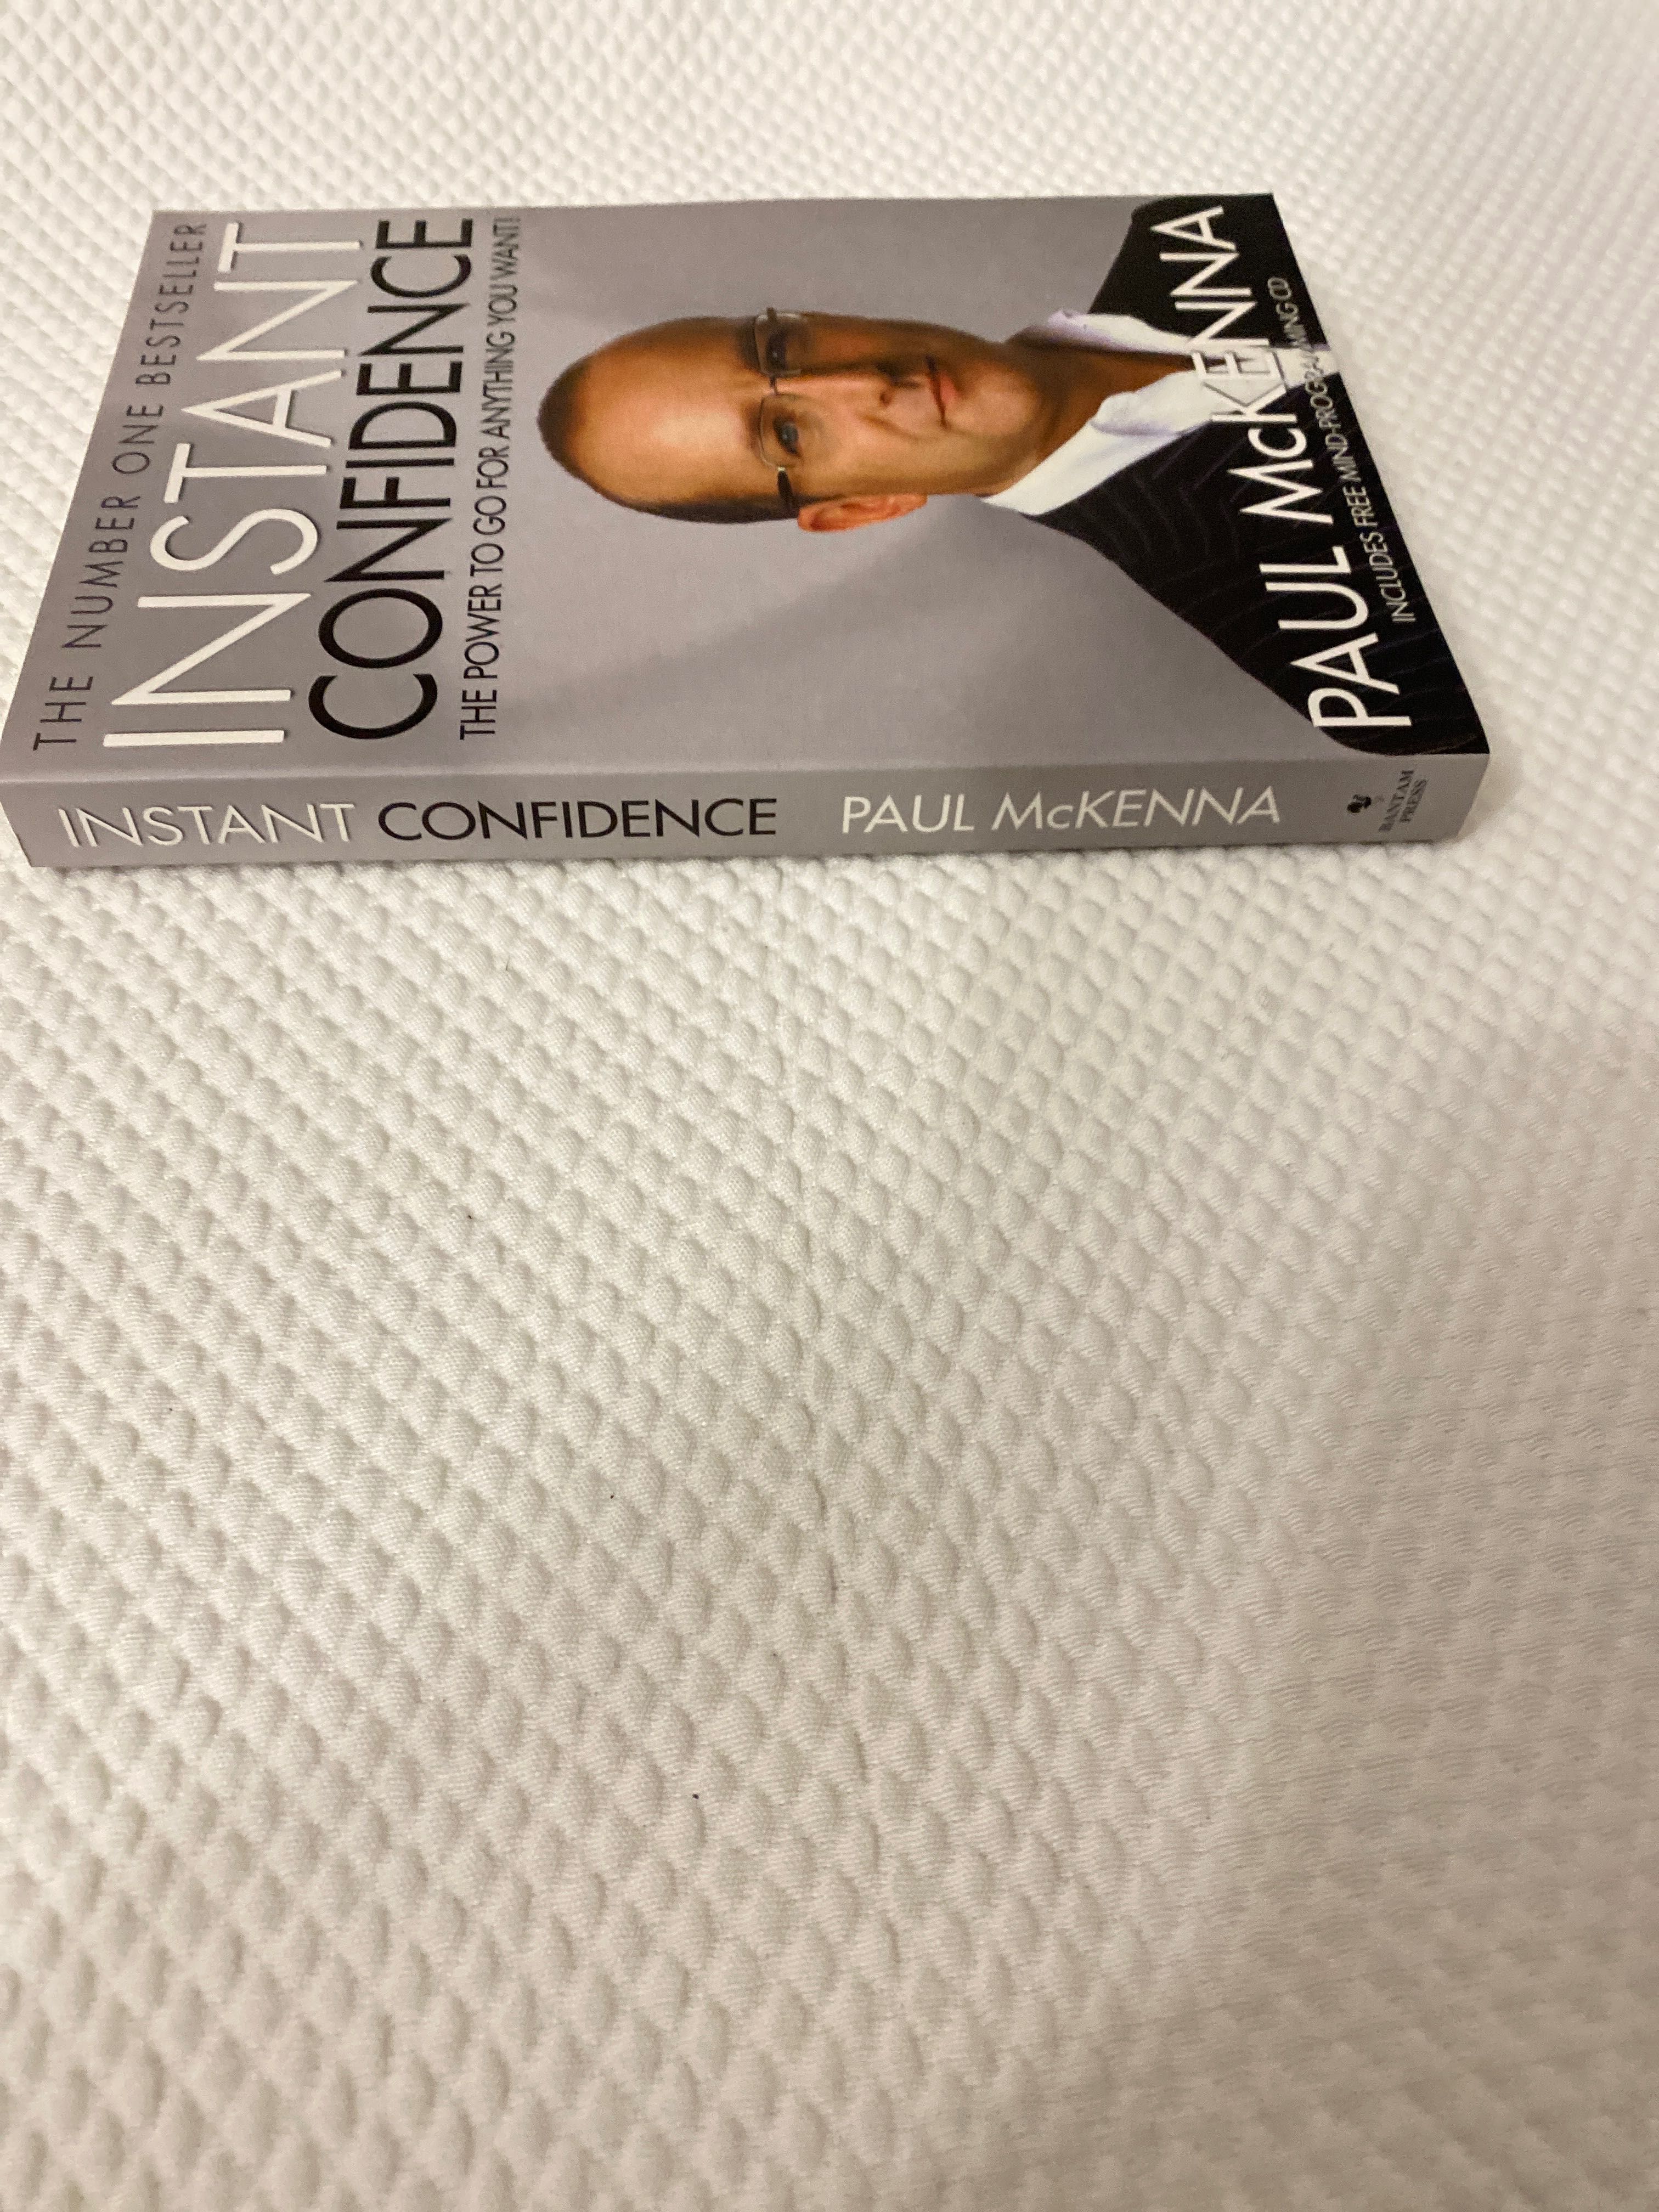 THE NUMBER ONE BESTSELLER
INSTANT
CONFIDENCE
THE POWER TO GO FOR ANYTHING YOU WANT!
PAUL McKENNA
INCLUDES FREE MIND-PROGRAMMING CD
INSTANT CONFIDENCE PAUL McKENNA
BANTAM
PRESS